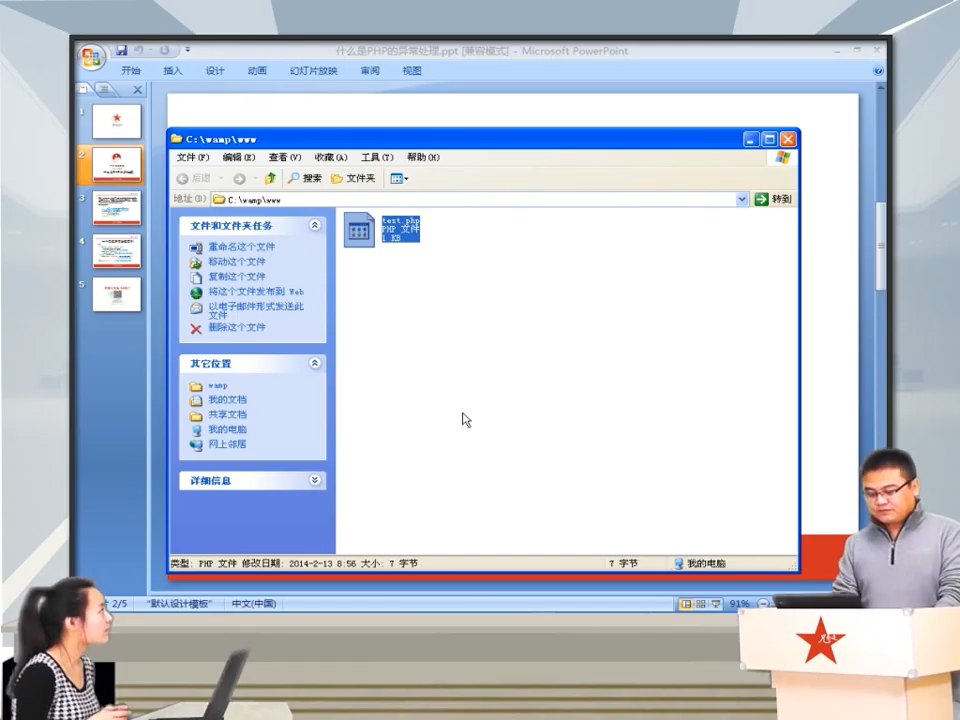 什么是PHP的异常处理.ppt [兼容模式] - Microsoft PowerPoint
开始 插入 设计 动画 幻灯片放映 审阅 视图
1
2
3
4
5
C:\wamp\www
文件(F) 编辑(E) 查看(V) 收藏(A) 工具(T) 帮助(H)
后退 搜索 文件夹
地址(D) C:\wamp\www 转到
文件和文件夹任务
重命名这个文件
移动这个文件
复制这个文件
将这个文件发布到 Web
以电子邮件形式发送此
文件
删除这个文件
其它位置
wamp
我的文档
共享文档
我的电脑
网上邻居
详细信息
test.php
PHP 文件
1 KB
类型: PHP 文件 修改日期: 2014-2-13 8:56 大小: 7 字节 7 字节 我的电脑
2/5 "默认设计模板" 中文(中国) 91%